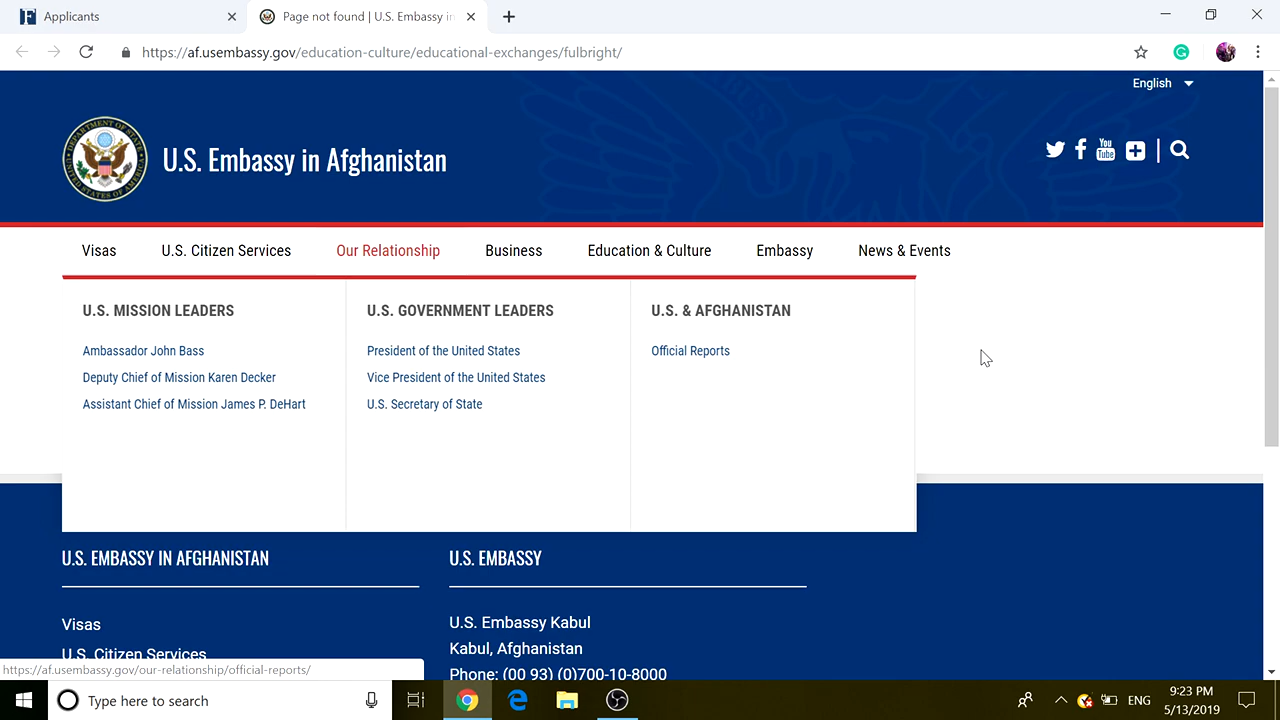 Applicants
Page not found | U.S. Embassy in
https://af.usembassy.gov/education-culture/educational-exchanges/fulbright/
English
U.S. Embassy in Afghanistan
You
Tube
Visas
U.S. Citizen Services
Our Relationship
Business
Education & Culture
Embassy
News & Events
U.S. MISSION LEADERS
Ambassador John Bass
Deputy Chief of Mission Karen Decker
Assistant Chief of Mission James P. DeHart
U.S. GOVERNMENT LEADERS
President of the United States
Vice President of the United States
U.S. Secretary of State
U.S. & AFGHANISTAN
Official Reports
U.S. EMBASSY IN AFGHANISTAN
Visas
U.S. Citizen Services
U.S. EMBASSY
U.S. Embassy Kabul
Kabul, Afghanistan
Phone: (00 93) (0)700-10-8000
https://af.usembassy.gov/our-relationship/official-reports/
Type here to search
ENG
9:23 PM
5/13/2019